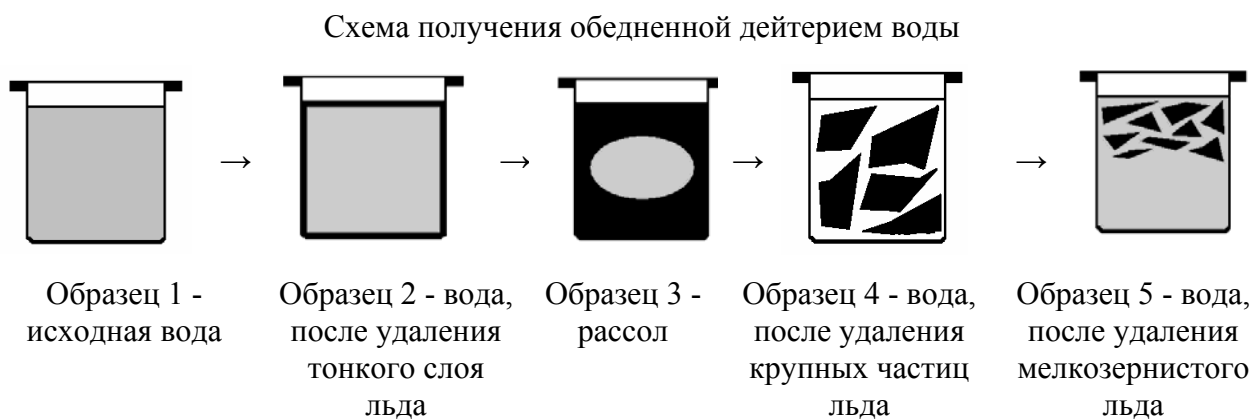 Схема получения обедненной дейтерием воды
→ → → →
Образец 1 -
исходная вода
Образец 2 - вода,
после удаления
тонкого слоя
льда
Образец 3 -
рассол
Образец 4 - вода,
после удаления
крупных частиц
льда
Образец 5 - вода,
после удаления
мелкозернистого
льда